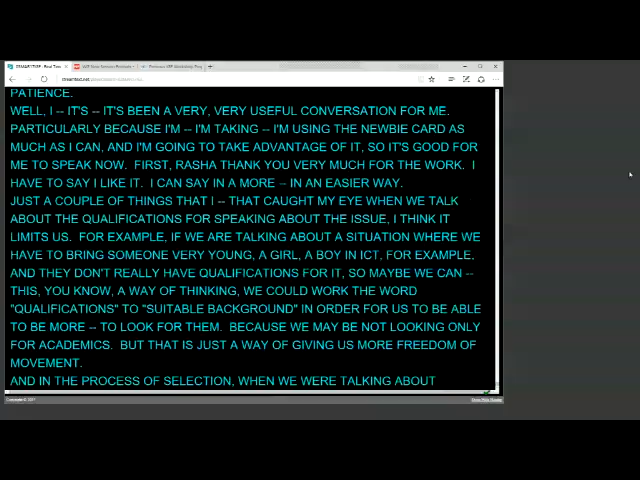 PATIENCE.
WELL, I -- IT'S -- IT'S BEEN A VERY, VERY USEFUL CONVERSATION FOR ME.
PARTICULARLY BECAUSE I'M -- I'M TAKING -- I'M USING THE NEWBIE CARD AS
MUCH AS I CAN, AND I'M GOING TO TAKE ADVANTAGE OF IT, SO IT'S GOOD FOR
ME TO SPEAK NOW.  FIRST, RASHA THANK YOU VERY MUCH FOR THE WORK.  I
HAVE TO SAY I LIKE IT.  I CAN SAY IN A MORE -- IN AN EASIER WAY.
JUST A COUPLE OF THINGS THAT I -- THAT CAUGHT MY EYE WHEN WE TALK
ABOUT THE QUALIFICATIONS FOR SPEAKING ABOUT THE ISSUE, I THINK IT
LIMITS US.  FOR EXAMPLE, IF WE ARE TALKING ABOUT A SITUATION WHERE WE
HAVE TO BRING SOMEONE VERY YOUNG, A GIRL, A BOY IN ICT, FOR EXAMPLE,
AND THEY DON'T REALLY HAVE QUALIFICATIONS FOR IT, SO MAYBE WE CAN --
THIS, YOU KNOW, A WAY OF THINKING, WE COULD WORK THE WORD
"QUALIFICATIONS" TO "SUITABLE BACKGROUND" IN ORDER FOR US TO BE ABLE
TO BE MORE -- TO LOOK FOR THEM.  BECAUSE WE MAY BE NOT LOOKING ONLY
FOR ACADEMICS.  BUT THAT IS JUST A WAY OF GIVING US MORE FREEDOM OF
MOVEMENT.
AND IN THE PROCESS OF SELECTION, WHEN WE WERE TALKING ABOUT